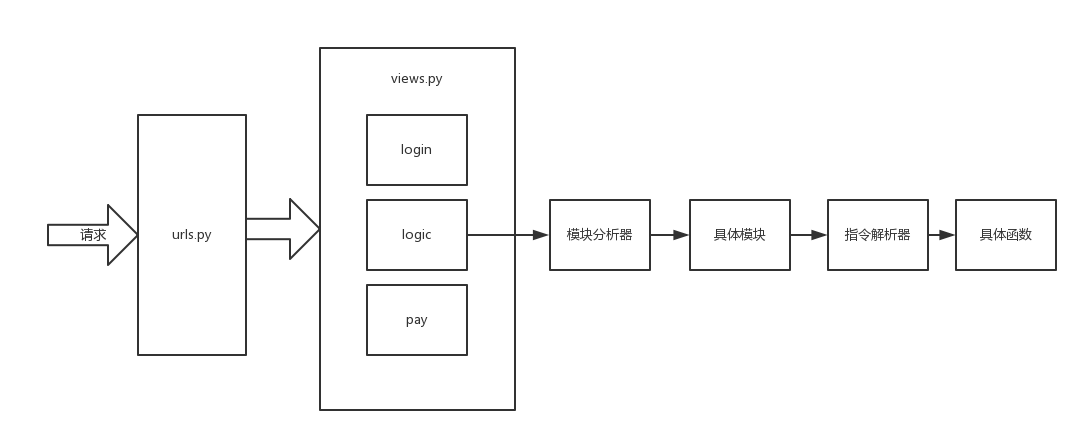 请求
urls.py
views.py
login
logic
pay
模块分析器
具体模块
指令解析器
具体函数